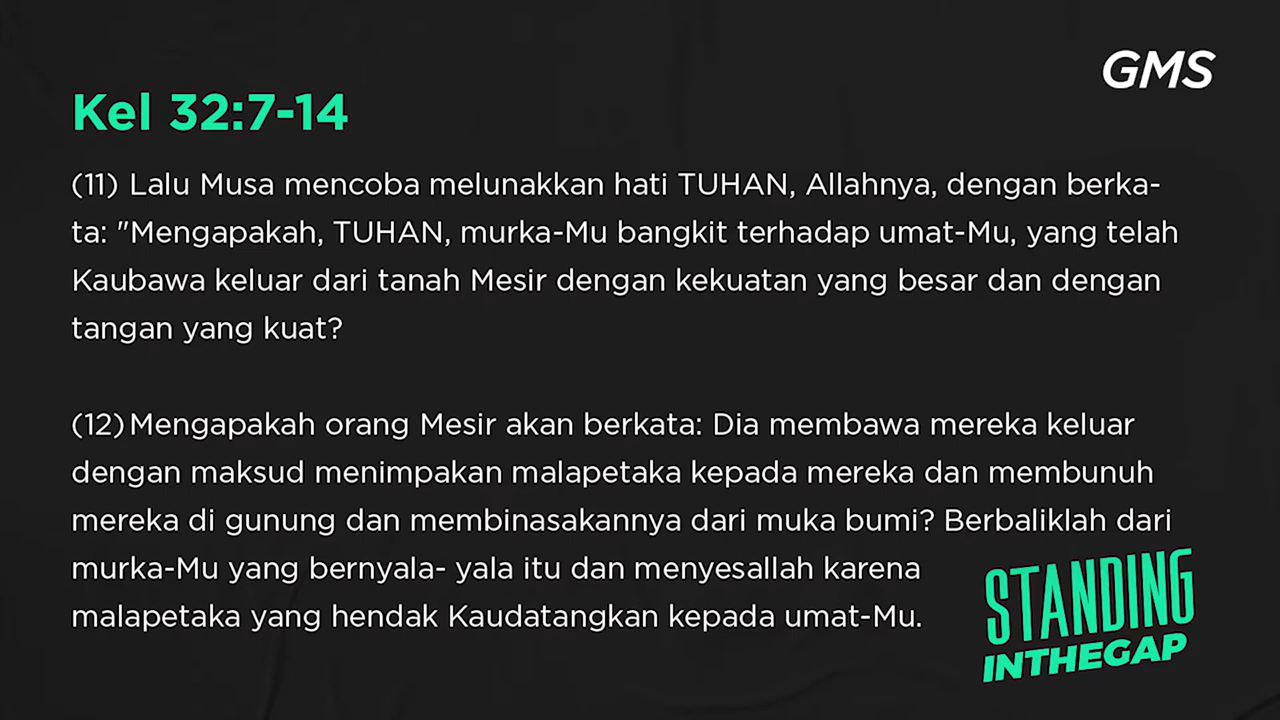 GMS
Kel 32:7-14
(11) Lalu Musa mencoba melunakkan hati TUHAN, Allahnya, dengan berka-
ta: "Mengapakah, TUHAN, murka-Mu bangkit terhadap umat-Mu, yang telah
Kaubawa keluar dari tanah Mesir dengan kekuatan yang besar dan dengan
tangan yang kuat?
(12) Mengapakah orang Mesir akan berkata: Dia membawa mereka keluar
dengan maksud menimpakan malapetaka kepada mereka dan membunuh
mereka di gunung dan membinasakannya dari muka bumi? Berbaliklah dari
murka-Mu yang bernyala- yala itu dan menyesallah karena
malapetaka yang hendak Kaudatangkan kepada umat-Mu.
STANDING
INTHEGAP